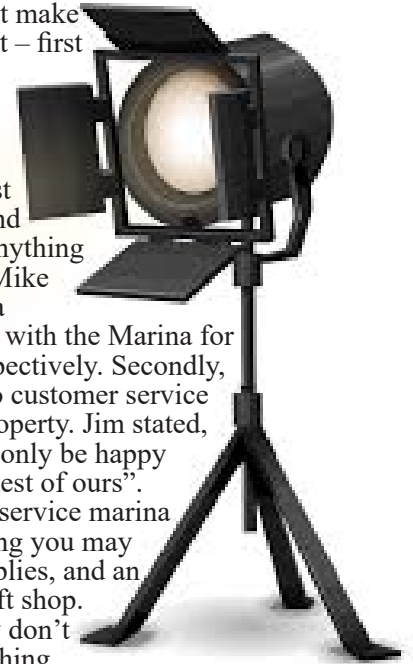 t make
t – first
st
nd
nything
Mike
a
with the Marina for
pectively. Secondly,
o customer service
operty. Jim stated,
only be happy
est of ours”.
service marina
ng you may
plies, and an
ft shop.
y don’t
thing